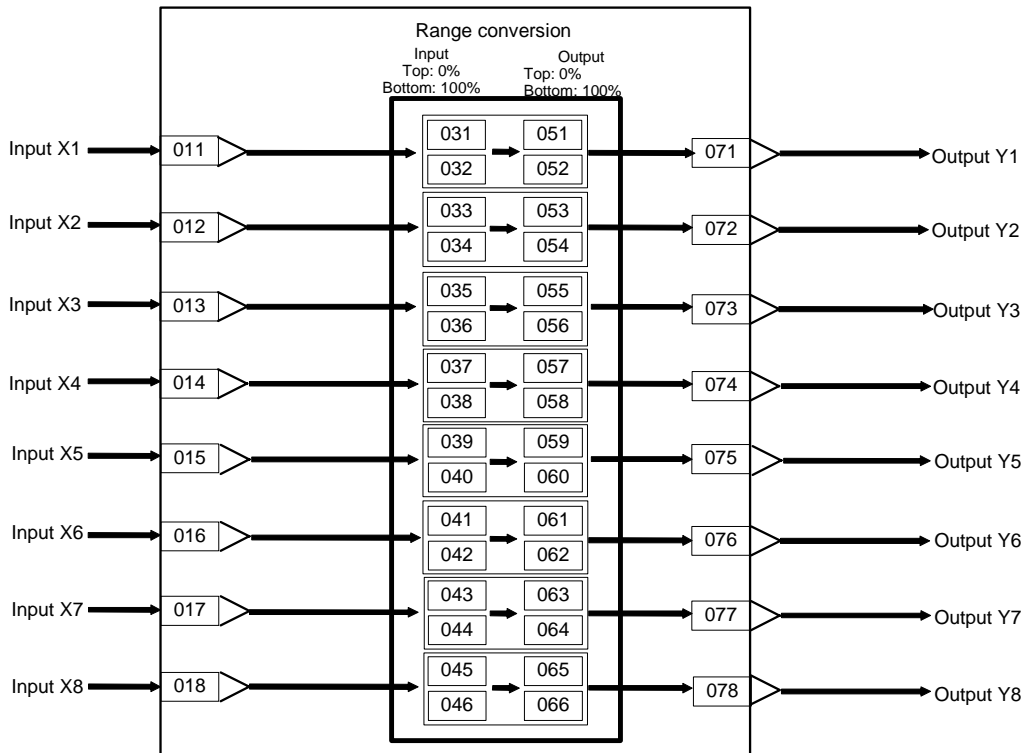 Range conversion
Input
Top: 0%
Bottom: 100%
Output
Top: 0%
Bottom: 100%
Input X1
011
031
032
051
052
071
Output Y1
Input X2
012
033
034
053
054
072
Output Y2
Input X3
013
035
036
055
056
073
Output Y3
Input X4
014
037
038
057
058
074
Output Y4
Input X5
015
039
040
059
060
075
Output Y5
Input X6
016
041
042
061
062
076
Output Y6
Input X7
017
043
044
063
064
077
Output Y7
Input X8
018
045
046
065
066
078
Output Y8